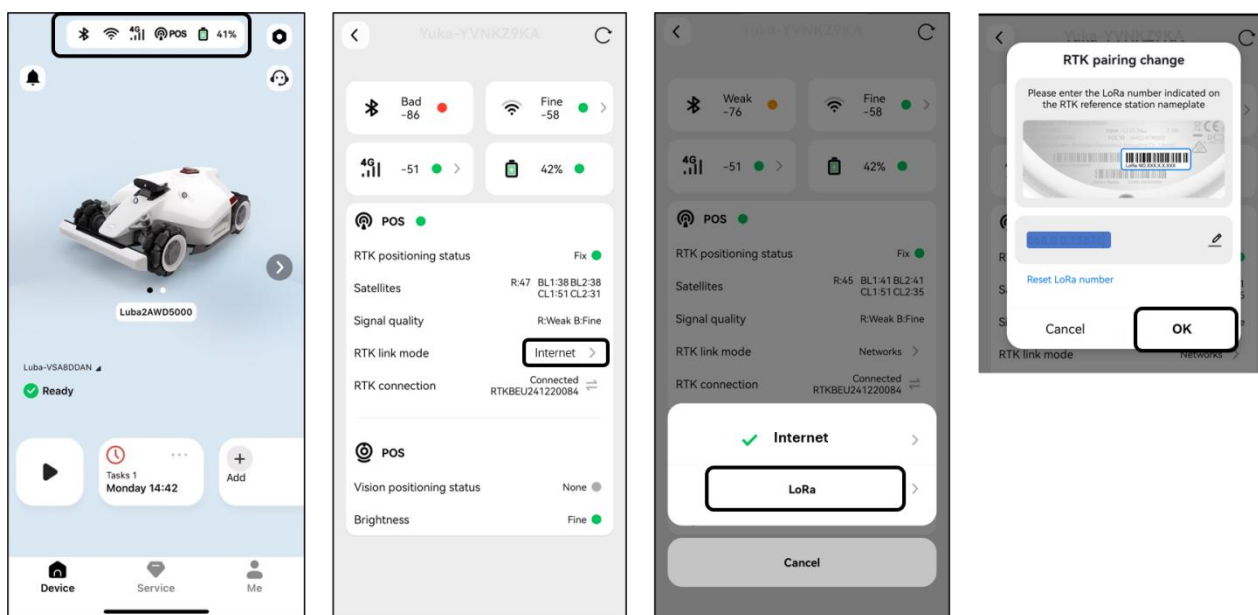 4G POS 41%
Luba2AWD5000
Luba-VSA8DDAN
Ready
Tasks 1
Monday 14:42
Add
Device
Service
Me
Yuka-YVNKZ9KA
Bad
-86
Fine
-58
4G
-51
42%
POS
RTK positioning status
Fix
Satellites
R:47 BL1:38 BL2:38
CL1:51 CL2:31
Signal quality
R:Weak B:Fine
RTK link mode
Internet
RTK connection
Connected
RTKBEU241220084
POS
Vision positioning status
None
Brightness
Fine
Yuka-YVNKZ9KA
Weak
-76
Fine
-58
4G
-51
42%
POS
RTK positioning status
Fix
Satellites
R:45 BL1:41 BL2:41
CL1:51 CL2:35
Signal quality
R:Weak B:Fine
RTK link mode
Networks
RTK connection
Connected
RTKBEU241220084
Internet
LoRa
Cancel
Yuka-YVNKZ9KA
RTK pairing change
Please enter the LoRa number indicated on
the RTK reference station nameplate
Reset LoRa number
Cancel
OK
RTK link mode
Networks